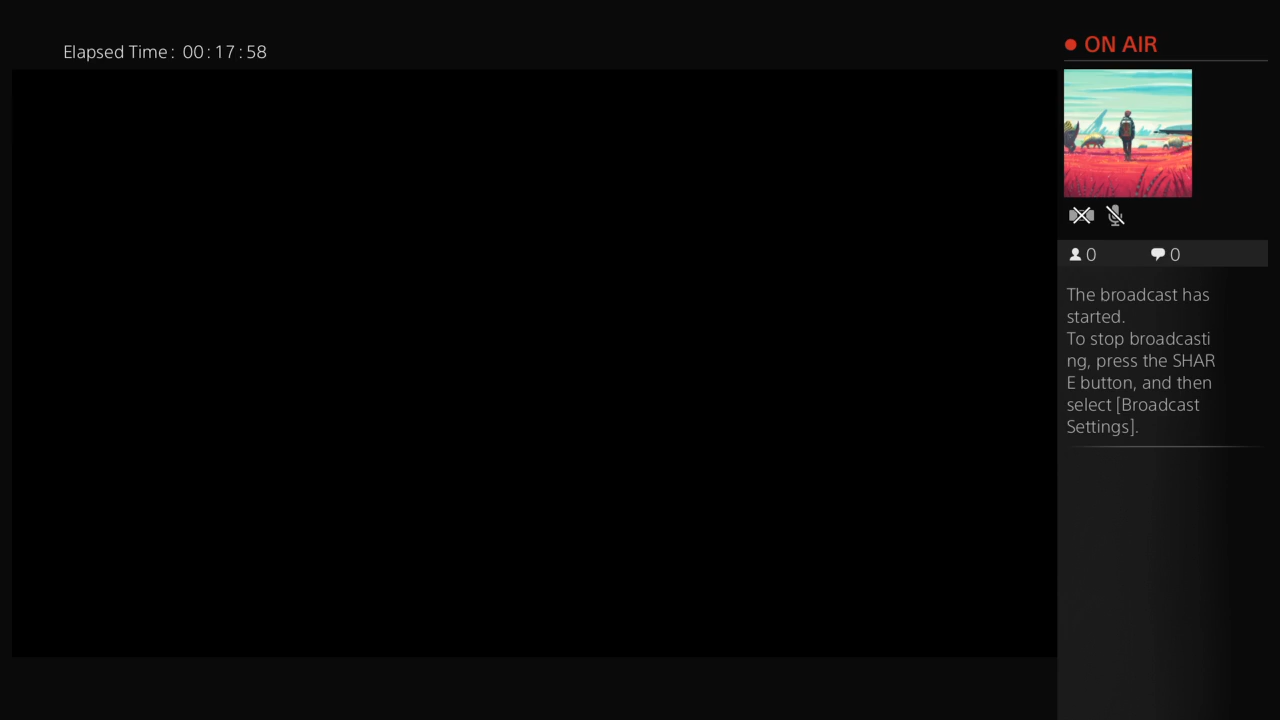 Elapsed Time: 00:17:58
ON AIR
0 0
The broadcast has
started.
To stop broadcasti
ng, press the SHAR
E button, and then
select [Broadcast
Settings].